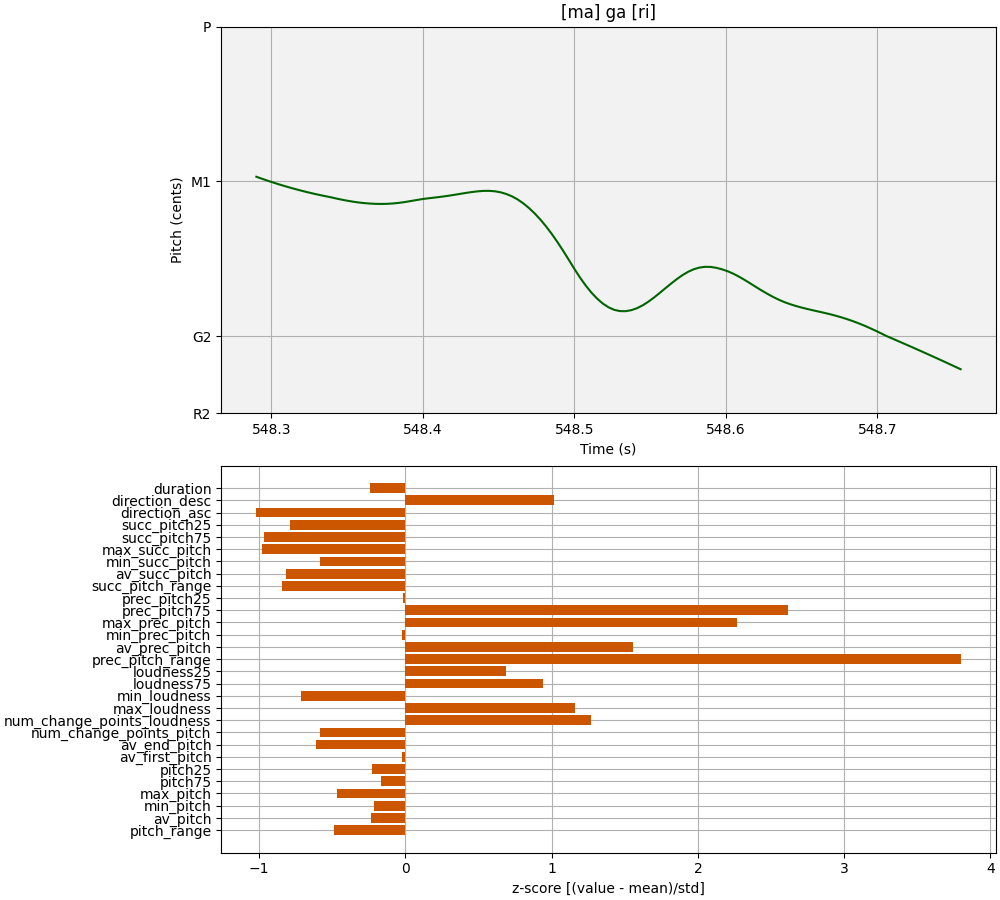 [ma] ga [ri]
P
M1
G2
R2
Pitch (cents)
548.3 548.4 548.5 548.6 548.7
Time (s)
duration
direction_desc
direction_asc
succ_pitch25
succ_pitch75
max_succ_pitch
min_succ_pitch
av_succ_pitch
succ_pitch_range
prec_pitch25
prec_pitch75
max_prec_pitch
min_prec_pitch
av_prec_pitch
prec_pitch_range
loudness25
loudness75
min_loudness
max_loudness
num_change_points_loudness
num_change_points_pitch
av_end_pitch
av_first_pitch
pitch25
pitch75
max_pitch
min_pitch
av_pitch
pitch_range
−1 0 1 2 3 4
z-score [(value - mean)/std]